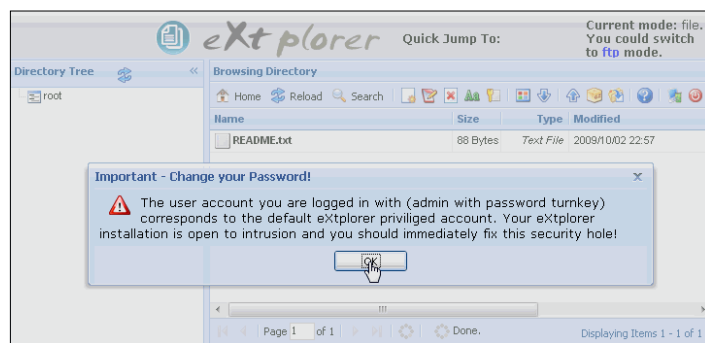 eXtplorer
Quick Jump To:
Current mode: file.
You could switch
to ftp mode.
Directory Tree
Browsing Directory
root
Home Reload Search
Name Size Type Modified
README.txt 88 Bytes Text File 2009/10/02 22:57
Important - Change your Password!
The user account you are logged in with (admin with password turnkey)
corresponds to the default eXtplorer priviliged account. Your eXtplorer
installation is open to intrusion and you should immediately fix this security hole!
OK
Page 1 of 1 Done. Displaying Items 1 - 1 of 1